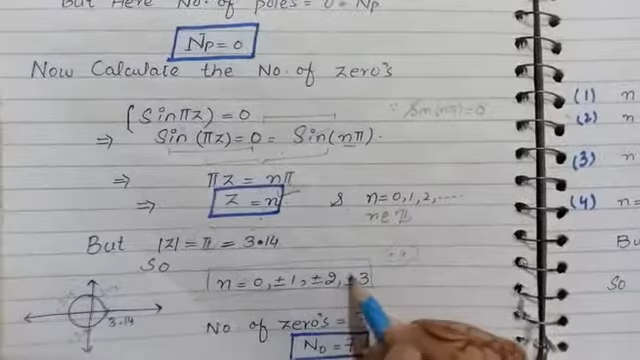 But Here No. of poles = 0 = Np
Np = 0
Now Calculate the No. of zero's
(Sinπz) = 0
∵ Sin(nπ) = 0
⇒ Sin(πz) = 0 = Sin(nπ).
⇒ πz = nπ
⇒ z = n ; n = 0, 1, 2, ....
n ∈ Z
But |z| = π = 3.14
So
n = 0, ±1, ±2, ±3
3.14
No of zero's = 7
N₀ = 7
(1) n
(2) n
(3) n
(4) n =
Bu
So